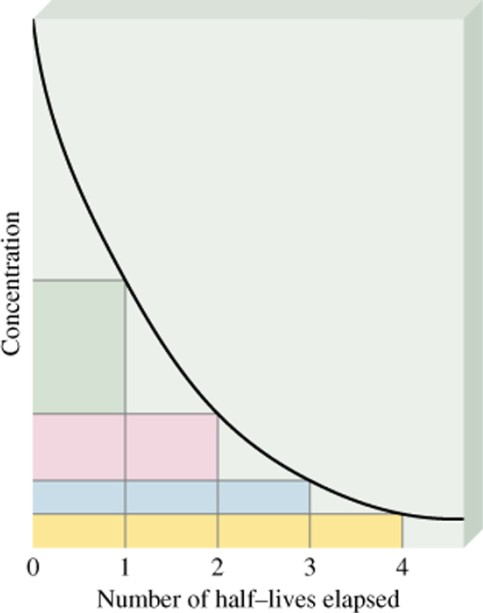 Concentration
0 1 2 3 4
Number of half–lives elapsed